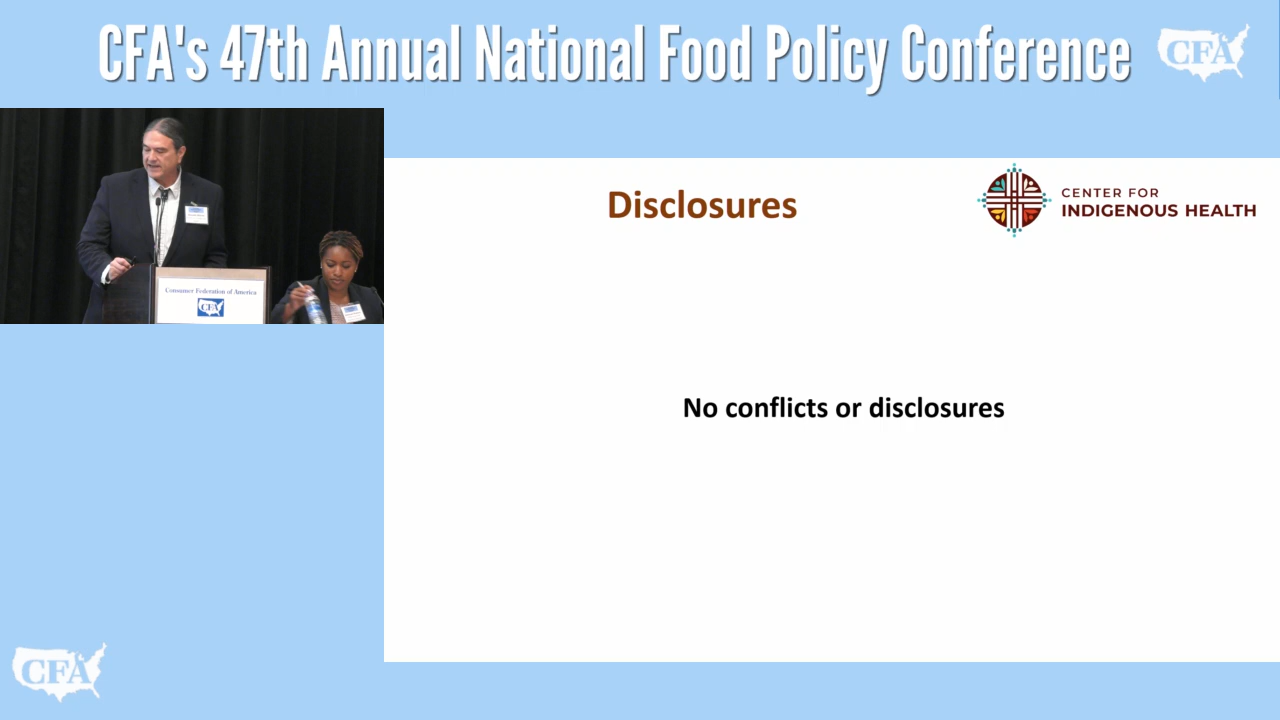 CFA's 47th Annual National Food Policy Conference
CFA
Disclosures
CENTER FOR
INDIGENOUS HEALTH
Consumer Federation of America
CFA
No conflicts or disclosures
CFA